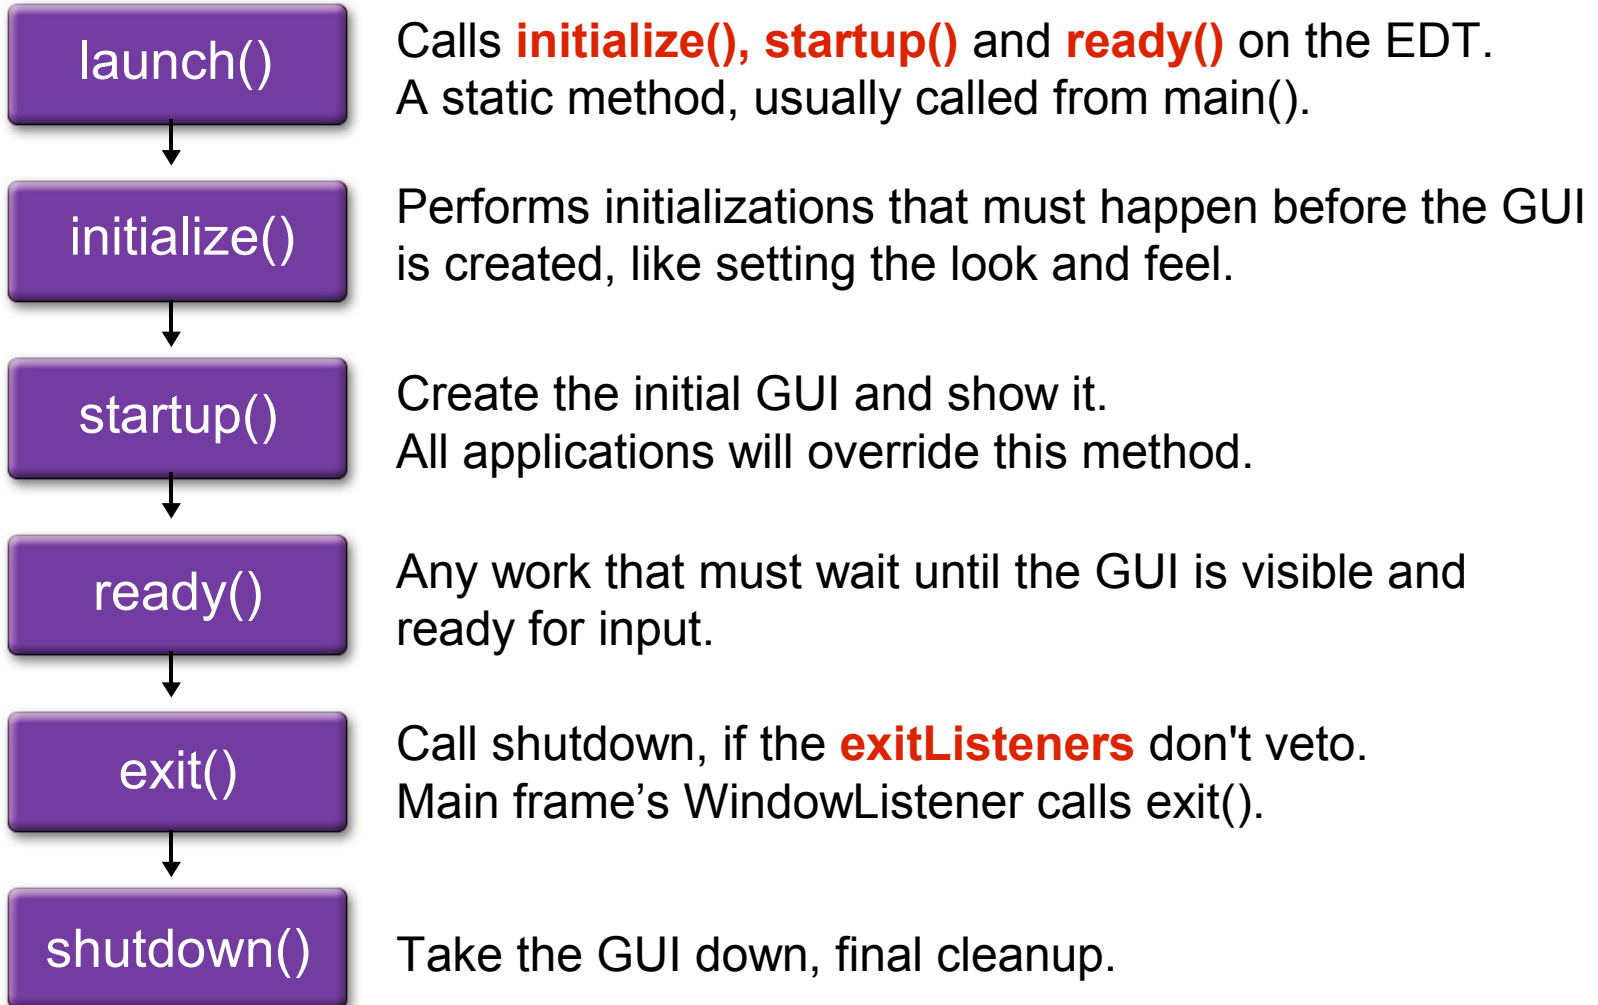 launch()
Calls initialize(), startup() and ready() on the EDT.
A static method, usually called from main().
initialize()
Performs initializations that must happen before the GUI
is created, like setting the look and feel.
startup()
Create the initial GUI and show it.
All applications will override this method.
ready()
Any work that must wait until the GUI is visible and
ready for input.
exit()
Call shutdown, if the exitListeners don't veto.
Main frame’s WindowListener calls exit().
shutdown()
Take the GUI down, final cleanup.